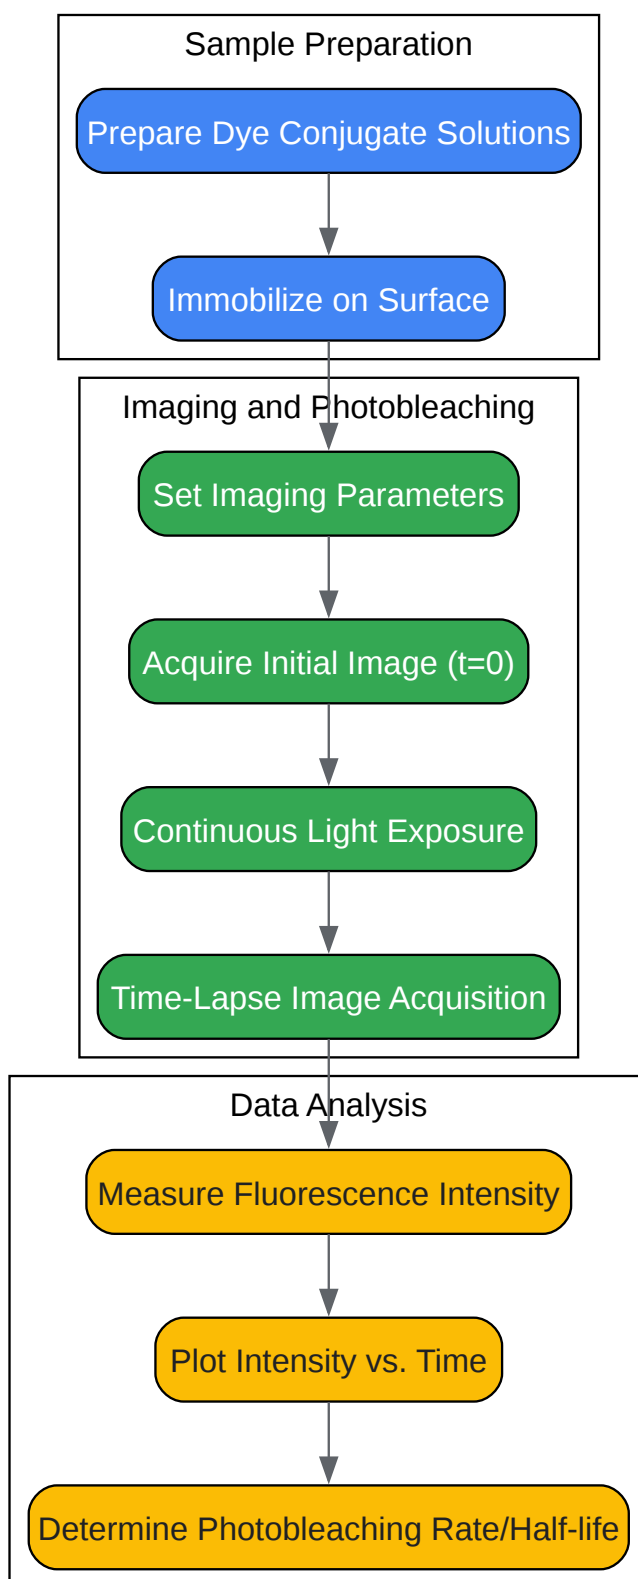 Sample Preparation
Prepare Dye Conjugate Solutions
Immobilize on Surface
Imaging and Photobleaching
Set Imaging Parameters
Acquire Initial Image (t=0)
Continuous Light Exposure
Time-Lapse Image Acquisition
Data Analysis
Measure Fluorescence Intensity
Plot Intensity vs. Time
Determine Photobleaching Rate/Half-life